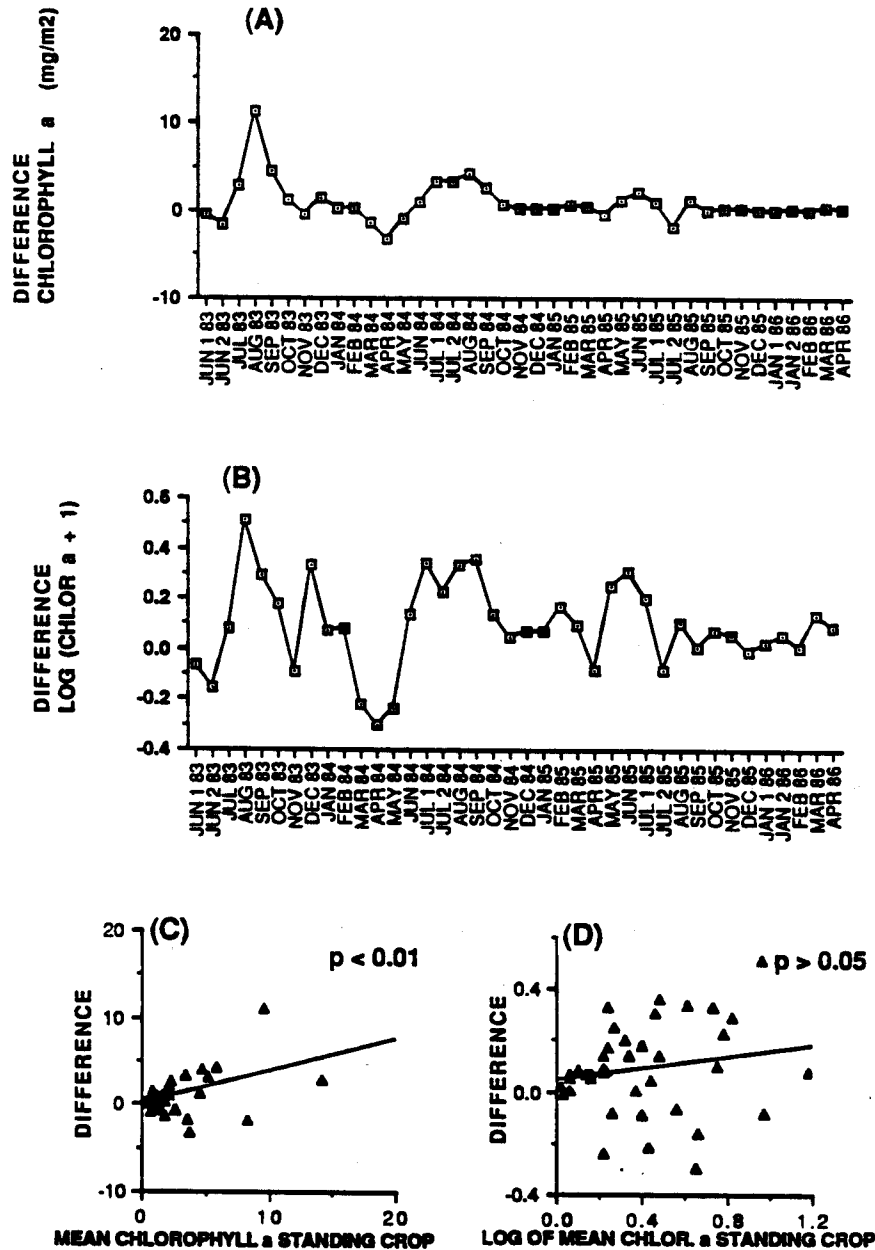 (A)
DIFFERENCE
CHLOROPHYLL a (mg/m2)
20
10
0
-10
JUN 1 83
JUN 2 83
JUL 83
AUG 83
SEP 83
OCT 83
NOV 83
DEC 83
JAN 84
FEB 84
MAR 84
APR 84
MAY 84
JUN 84
JUL 1 84
JUL 2 84
AUG 84
SEP 84
OCT 84
NOV 84
DEC 84
JAN 85
FEB 85
MAR 85
APR 85
MAY 85
JUN 85
JUL 1 85
JUL 2 85
AUG 85
SEP 85
OCT 85
NOV 85
DEC 85
JAN 1 86
JAN 2 86
FEB 86
MAR 86
APR 86
(B)
DIFFERENCE
LOG (CHLOR a + 1)
0.6
0.4
0.2
0.0
-0.2
-0.4
JUN 1 83
JUN 2 83
JUL 83
AUG 83
SEP 83
OCT 83
NOV 83
DEC 83
JAN 84
FEB 84
MAR 84
APR 84
MAY 84
JUN 84
JUL 1 84
JUL 2 84
AUG 84
SEP 84
OCT 84
NOV 84
DEC 84
JAN 85
FEB 85
MAR 85
APR 85
MAY 85
JUN 85
JUL 1 85
JUL 2 85
AUG 85
SEP 85
OCT 85
NOV 85
DEC 85
JAN 1 86
JAN 2 86
FEB 86
MAR 86
APR 86
(C)
p < 0.01
DIFFERENCE
20
10
0
-10
0
10
20
MEAN CHLOROPHYLL a STANDING CROP
(D)
p > 0.05
DIFFERENCE
0.4
0.0
-0.4
0.0
0.4
0.8
1.2
LOG OF MEAN CHLOR. a STANDING CROP